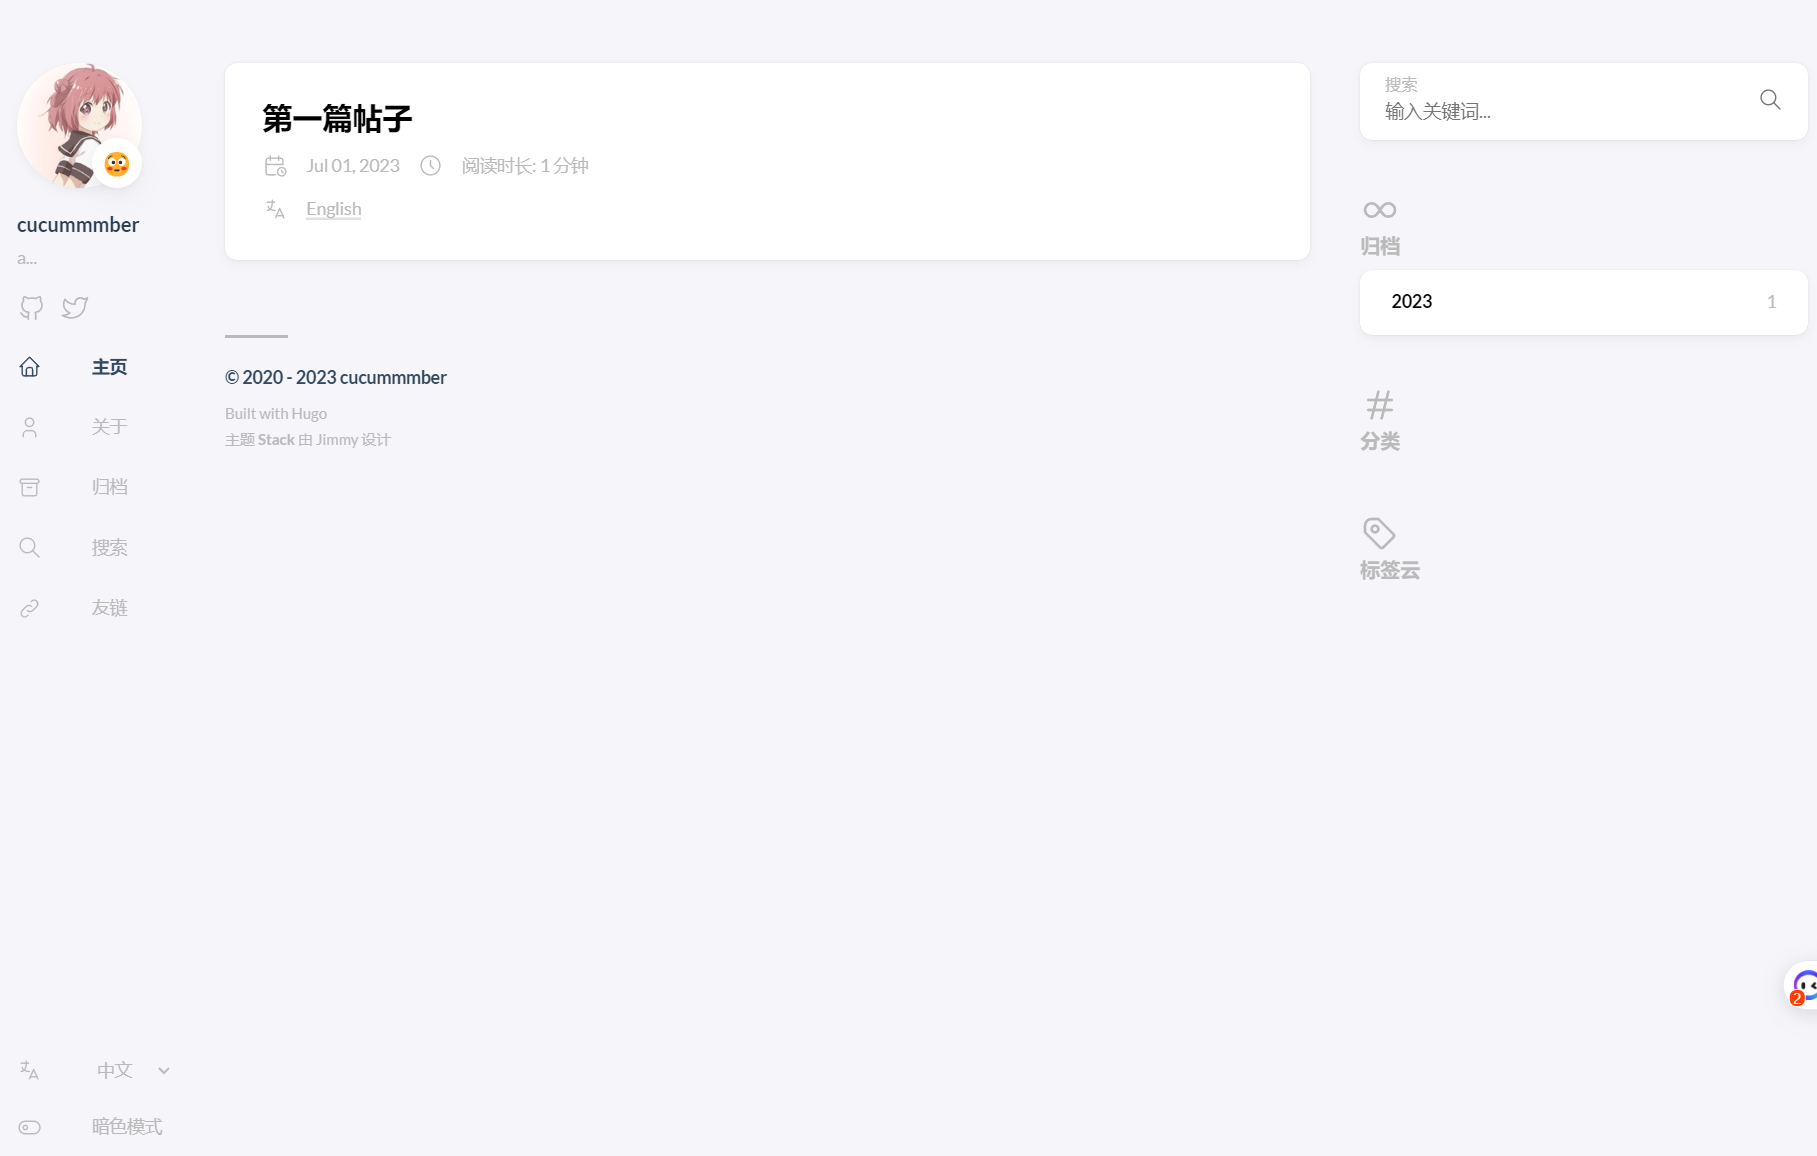 cucummmber
a...
主页
关于
归档
搜索
友链
中文
暗色模式
第一篇帖子
Jul 01, 2023 阅读时长: 1 分钟
English
© 2020 - 2023 cucummmber
Built with Hugo
主题 Stack 由 Jimmy 设计
搜索
输入关键词...
归档
2023 1
分类
标签云
2